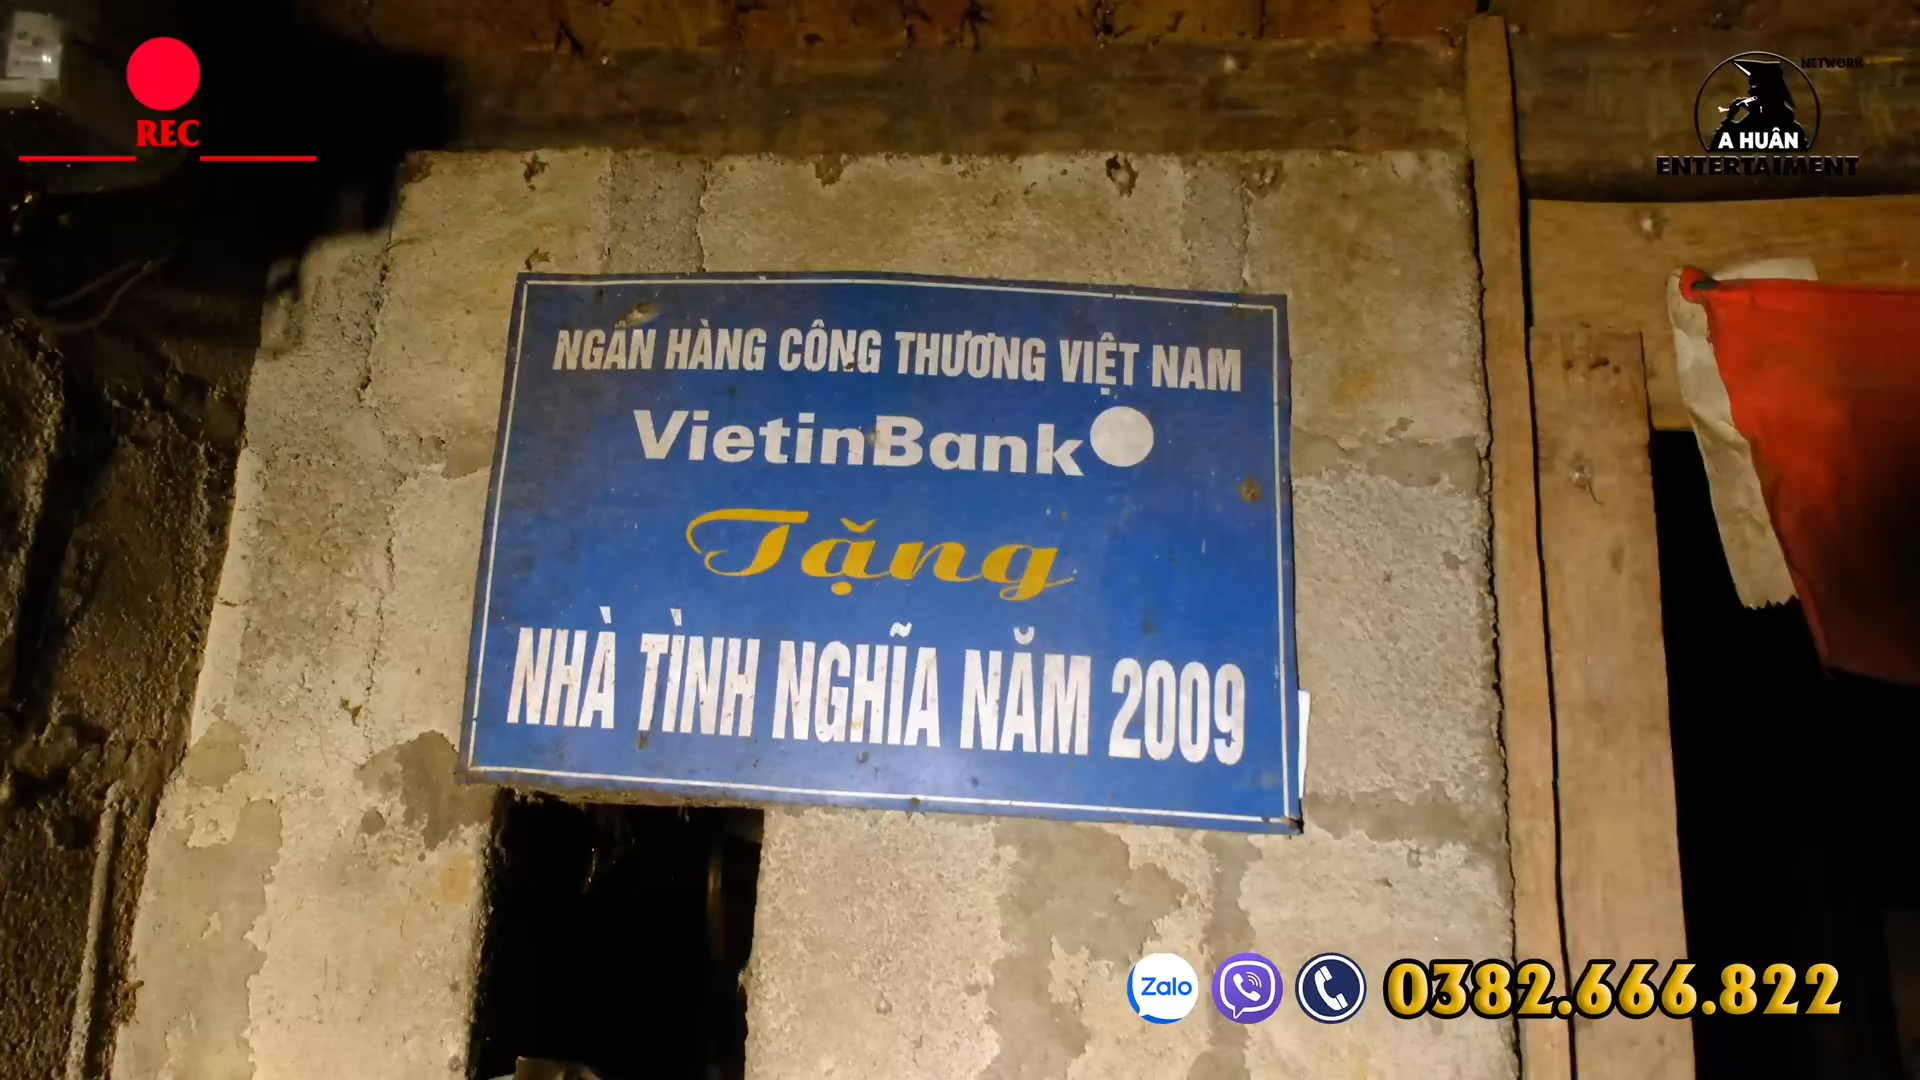 REC
NETWORK
A HUÂN
ENTERTAIMENT
NGÂN HÀNG CÔNG THƯƠNG VIỆT NAM
VietinBank
Tặng
NHÀ TÌNH NGHĨA NĂM 2009
Zalo
0382.666.822